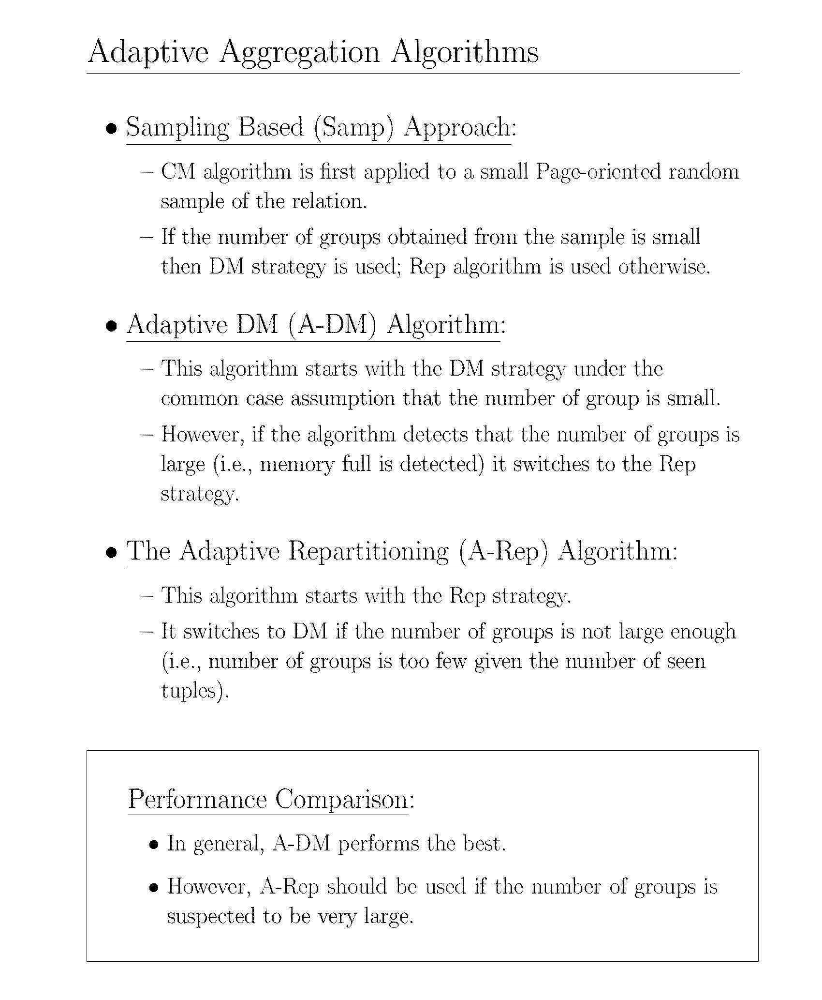 Adaptive Aggregation Algorithms
• Sampling Based (Samp) Approach:
– CM algorithm is first applied to a small Page-oriented random
sample of the relation.
– If the number of groups obtained from the sample is small
then DM strategy is used; Rep algorithm is used otherwise.
• Adaptive DM (A-DM) Algorithm:
– This algorithm starts with the DM strategy under the
common case assumption that the number of group is small.
– However, if the algorithm detects that the number of groups is
large (i.e., memory full is detected) it switches to the Rep
strategy.
• The Adaptive Repartitioning (A-Rep) Algorithm:
– This algorithm starts with the Rep strategy.
– It switches to DM if the number of groups is not large enough
(i.e., number of groups is too few given the number of seen
tuples).
Performance Comparison:
• In general, A-DM performs the best.
• However, A-Rep should be used if the number of groups is
suspected to be very large.